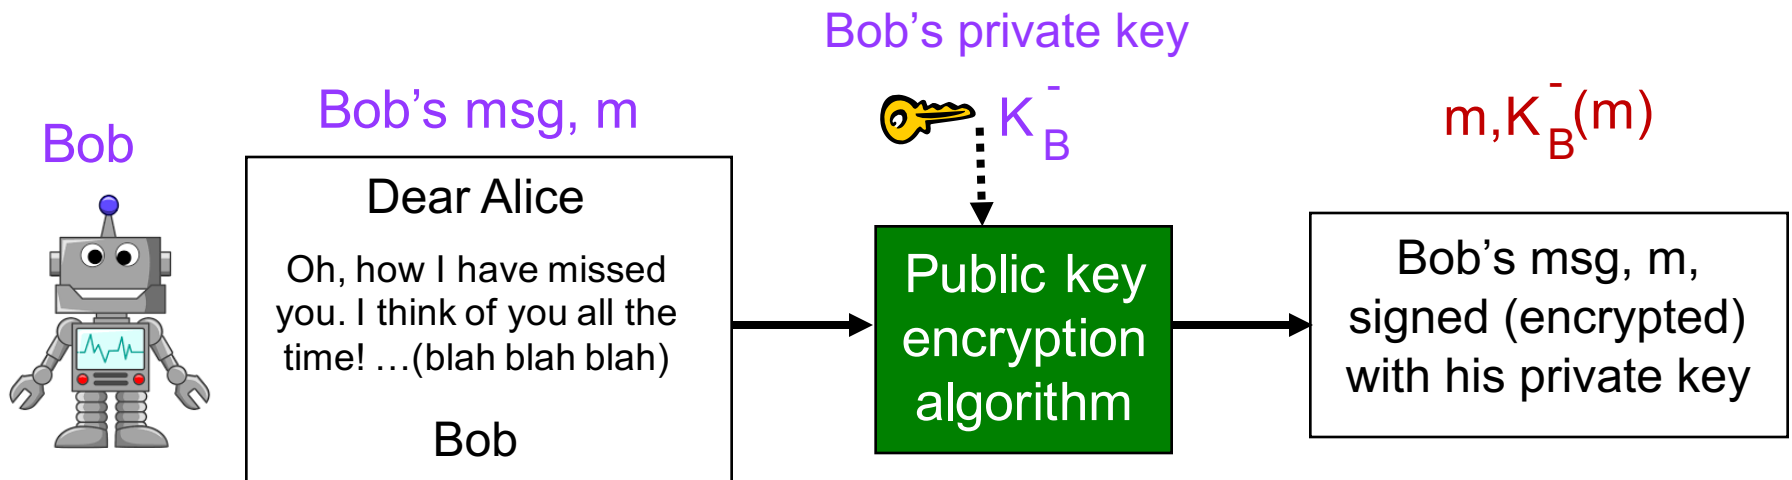 Bob's private key
Bob's msg, m
Bob
K
-
B
m,K
-
B
(m)
Dear Alice
Oh, how I have missed
you. I think of you all the
time! …(blah blah blah)
Bob
Public key
encryption
algorithm
Bob's msg, m,
signed (encrypted)
with his private key